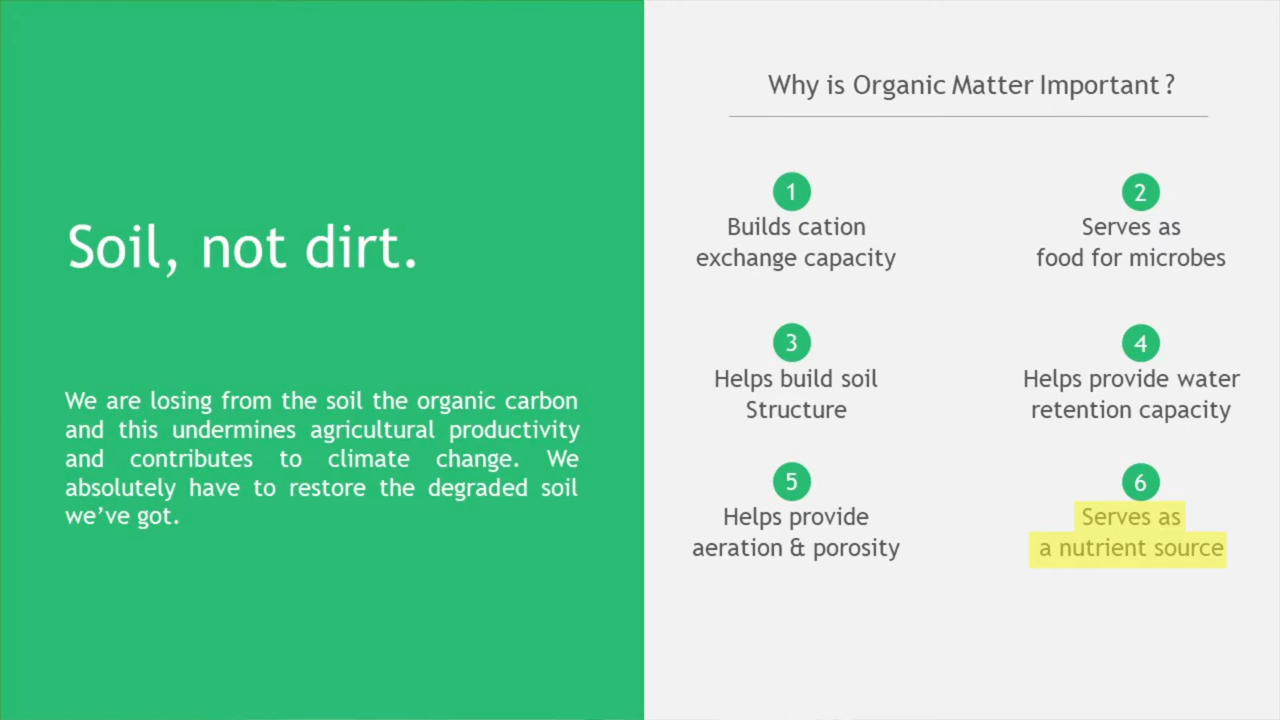 Soil, not dirt.
We are losing from the soil the organic carbon
and this undermines agricultural productivity
and contributes to climate change. We
absolutely have to restore the degraded soil
we've got.
Why is Organic Matter Important ?
1
Builds cation
exchange capacity
2
Serves as
food for microbes
3
Helps build soil
Structure
4
Helps provide water
retention capacity
5
Helps provide
aeration & porosity
6
Serves as
a nutrient source